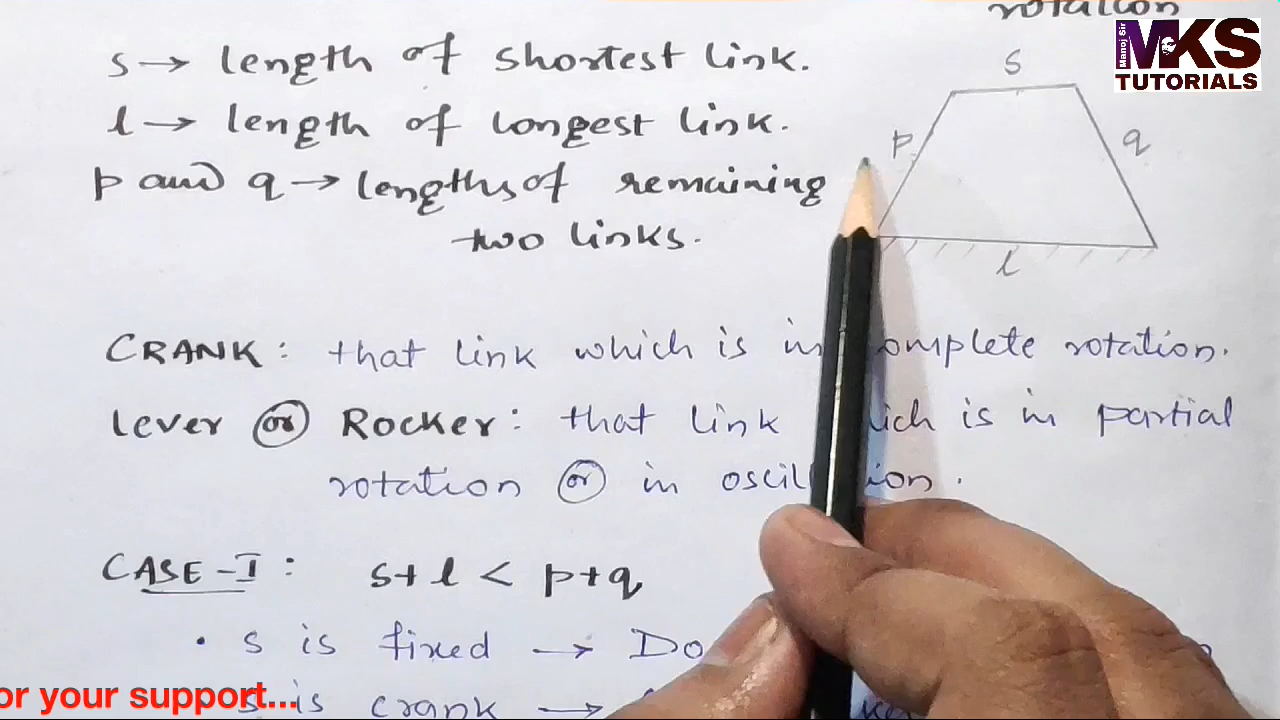 rotation
Manoj Sir
MKS
TUTORIALS
s → length of shortest link.
l → length of longest link.
p and q → lengths of remaining
two links.
s
p
q
l
CRANK: that link which is in complete rotation.
Lever or Rocker: that link which is in partial
rotation or in oscillation.
CASE-I: s+l < p+q
• s is fixed → Do
s is crank →
or your support...